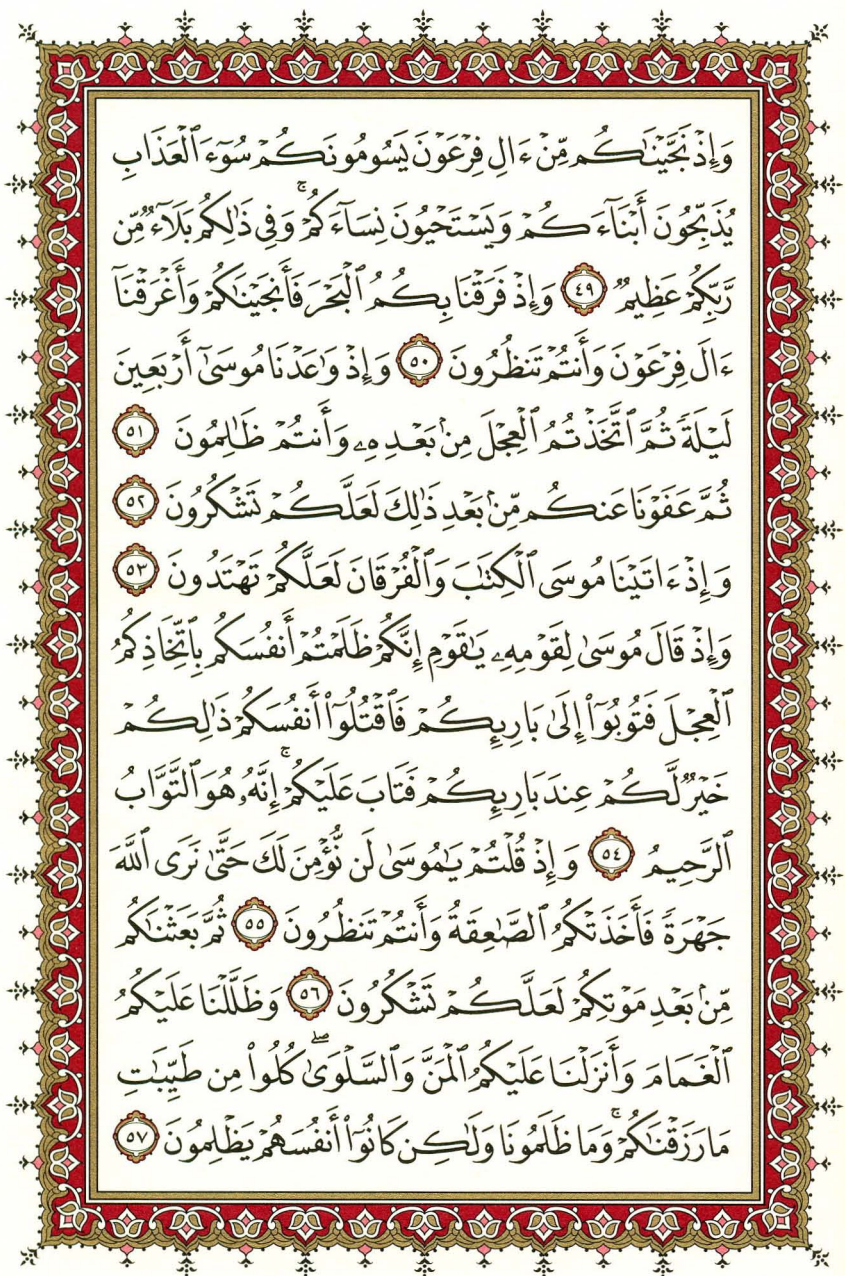 وَإِذْ نَجَّيْنَٰكُم مِّنْ ءَالِ فِرْعَوْنَ يَسُومُونَكُمْ سُوٓءَ ٱلْعَذَابِ
يُذَبِّحُونَ أَبْنَآءَكُمْ وَيَسْتَحْيُونَ نِسَآءَكُمْ ۚ وَفِى ذَٰلِكُم بَلَآءٌ مِّن
رَّبِّكُمْ عَظِيمٌ ٤٩ وَإِذْ فَرَقْنَا بِكُمُ ٱلْبَحْرَ فَأَنجَيْنَٰكُمْ وَأَغْرَقْنَآ
ءَالَ فِرْعَوْنَ وَأَنتُمْ تَنظُرُونَ ٥٠ وَإِذْ وَٰعَدْنَا مُوسَىٰٓ أَرْبَعِينَ
لَيْلَةً ثُمَّ ٱتَّخَذْتُمُ ٱلْعِجْلَ مِنۢ بَعْدِهِۦ وَأَنتُمْ ظَٰلِمُونَ ٥١
ثُمَّ عَفَوْنَا عَنكُم مِّنۢ بَعْدِ ذَٰلِكَ لَعَلَّكُمْ تَشْكُرُونَ ٥٢
وَإِذْ ءَاتَيْنَا مُوسَى ٱلْكِتَٰبَ وَٱلْفُرْقَانَ لَعَلَّكُمْ تَهْتَدُونَ ٥٣
وَإِذْ قَالَ مُوسَىٰ لِقَوْمِهِۦ يَٰقَوْمِ إِنَّكُمْ ظَلَمْتُمْ أَنفُسَكُم بِٱتِّخَاذِكُمُ
ٱلْعِجْلَ فَتُوبُوٓا۟ إِلَىٰ بَارِئِكُمْ فَٱقْتُلُوٓا۟ أَنفُسَكُمْ ذَٰلِكُمْ
خَيْرٌ لَّكُمْ عِندَ بَارِئِكُمْ فَتَابَ عَلَيْكُمْ ۚ إِنَّهُۥ هُوَ ٱلتَّوَّابُ
ٱلرَّحِيمُ ٥٤ وَإِذْ قُلْتُمْ يَٰمُوسَىٰ لَن نُّؤْمِنَ لَكَ حَتَّىٰ نَرَى ٱللَّهَ
جَهْرَةً فَأَخَذَتْكُمُ ٱلصَّٰعِقَةُ وَأَنتُمْ تَنظُرُونَ ٥٥ ثُمَّ بَعَثْنَٰكُم
مِّنۢ بَعْدِ مَوْتِكُمْ لَعَلَّكُمْ تَشْكُرُونَ ٥٦ وَظَلَّلْنَا عَلَيْكُمُ
ٱلْغَمَامَ وَأَنزَلْنَا عَلَيْكُمُ ٱلْمَنَّ وَٱلسَّلْوَىٰ ۖ كُلُوا۟ مِن طَيِّبَٰتِ
مَا رَزَقْنَٰكُمْ ۚ وَمَا ظَلَمُونَا وَلَٰكِن كَانُوٓا۟ أَنفُسَهُمْ يَظْلِمُونَ ٥٧